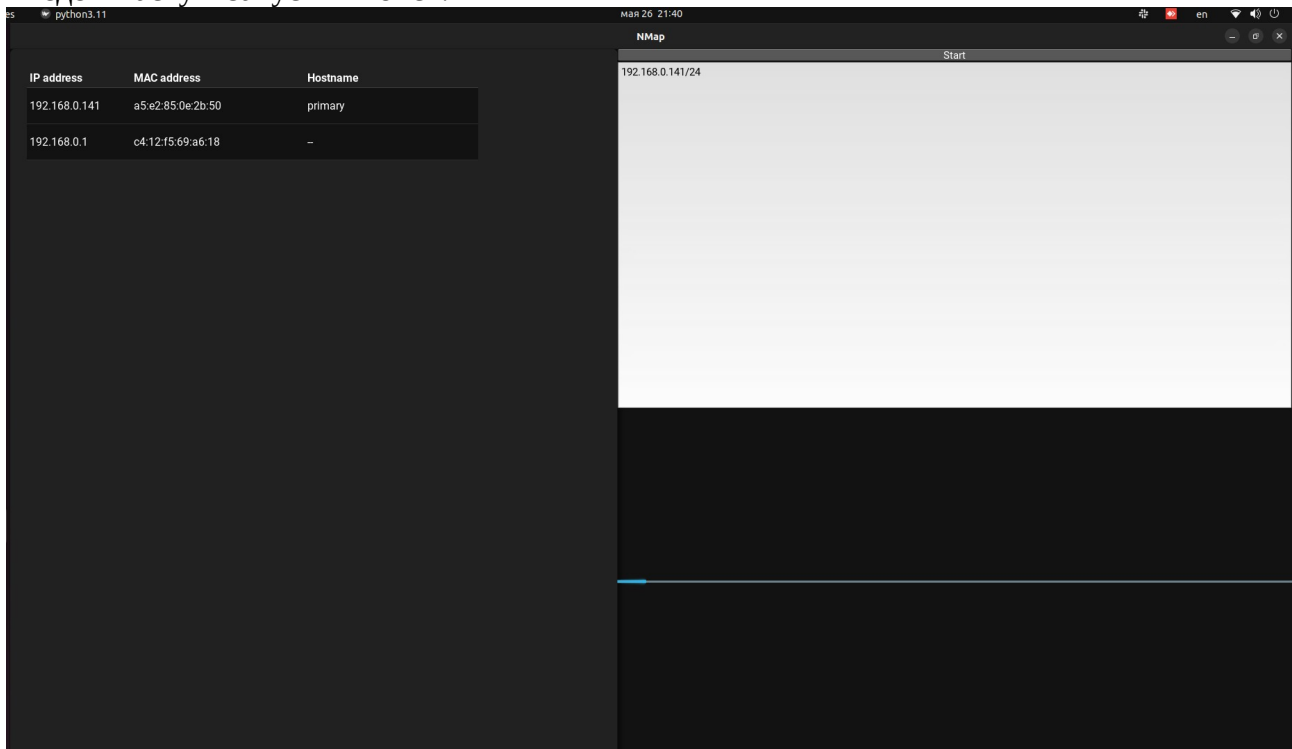 es python3.11 мая 26 21:40 en
NMap
Start
192.168.0.141/24
IP address MAC address Hostname
192.168.0.141 a5:e2:85:0e:2b:50 primary
192.168.0.1 c4:12:f5:69:a6:18 --